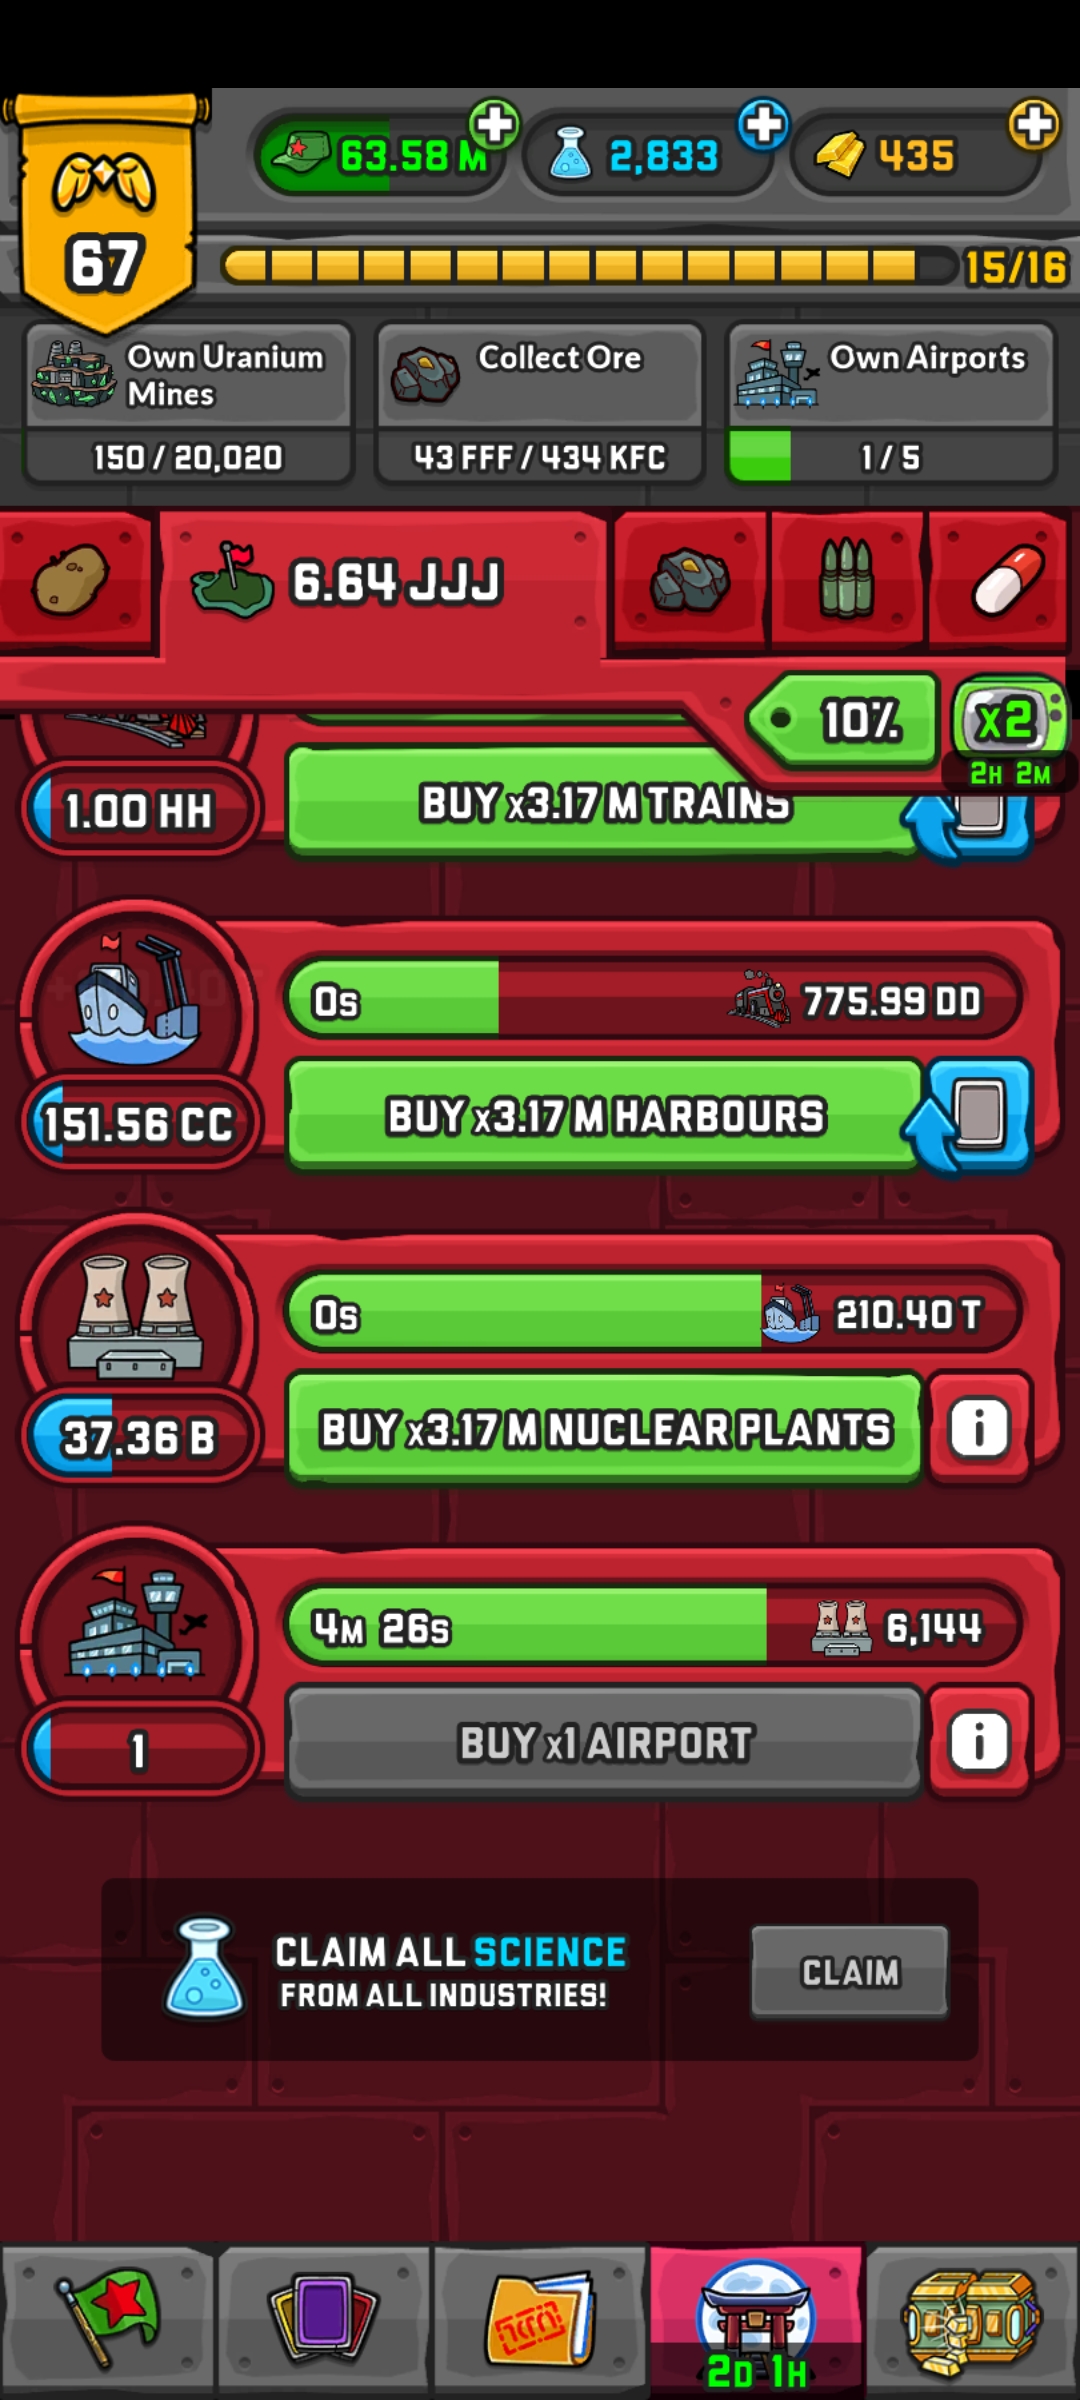 63.58 M
2,833
435
67
15/16
Own Uranium
Mines
150 / 20,020
Collect Ore
43 FFF / 434 KFC
Own Airports
1 / 5
6.64 JJJ
10%
x2
2H 2M
1.00 HH
BUY x3.17 M TRAINS
0s
775.99 DD
151.56 CC
BUY x3.17 M HARBOURS
0s
210.40 T
37.36 B
BUY x3.17 M NUCLEAR PLANTS
i
4M 26s
6,144
1
BUY x1 AIRPORT
i
CLAIM ALL SCIENCE
FROM ALL INDUSTRIES!
CLAIM
2D 1H